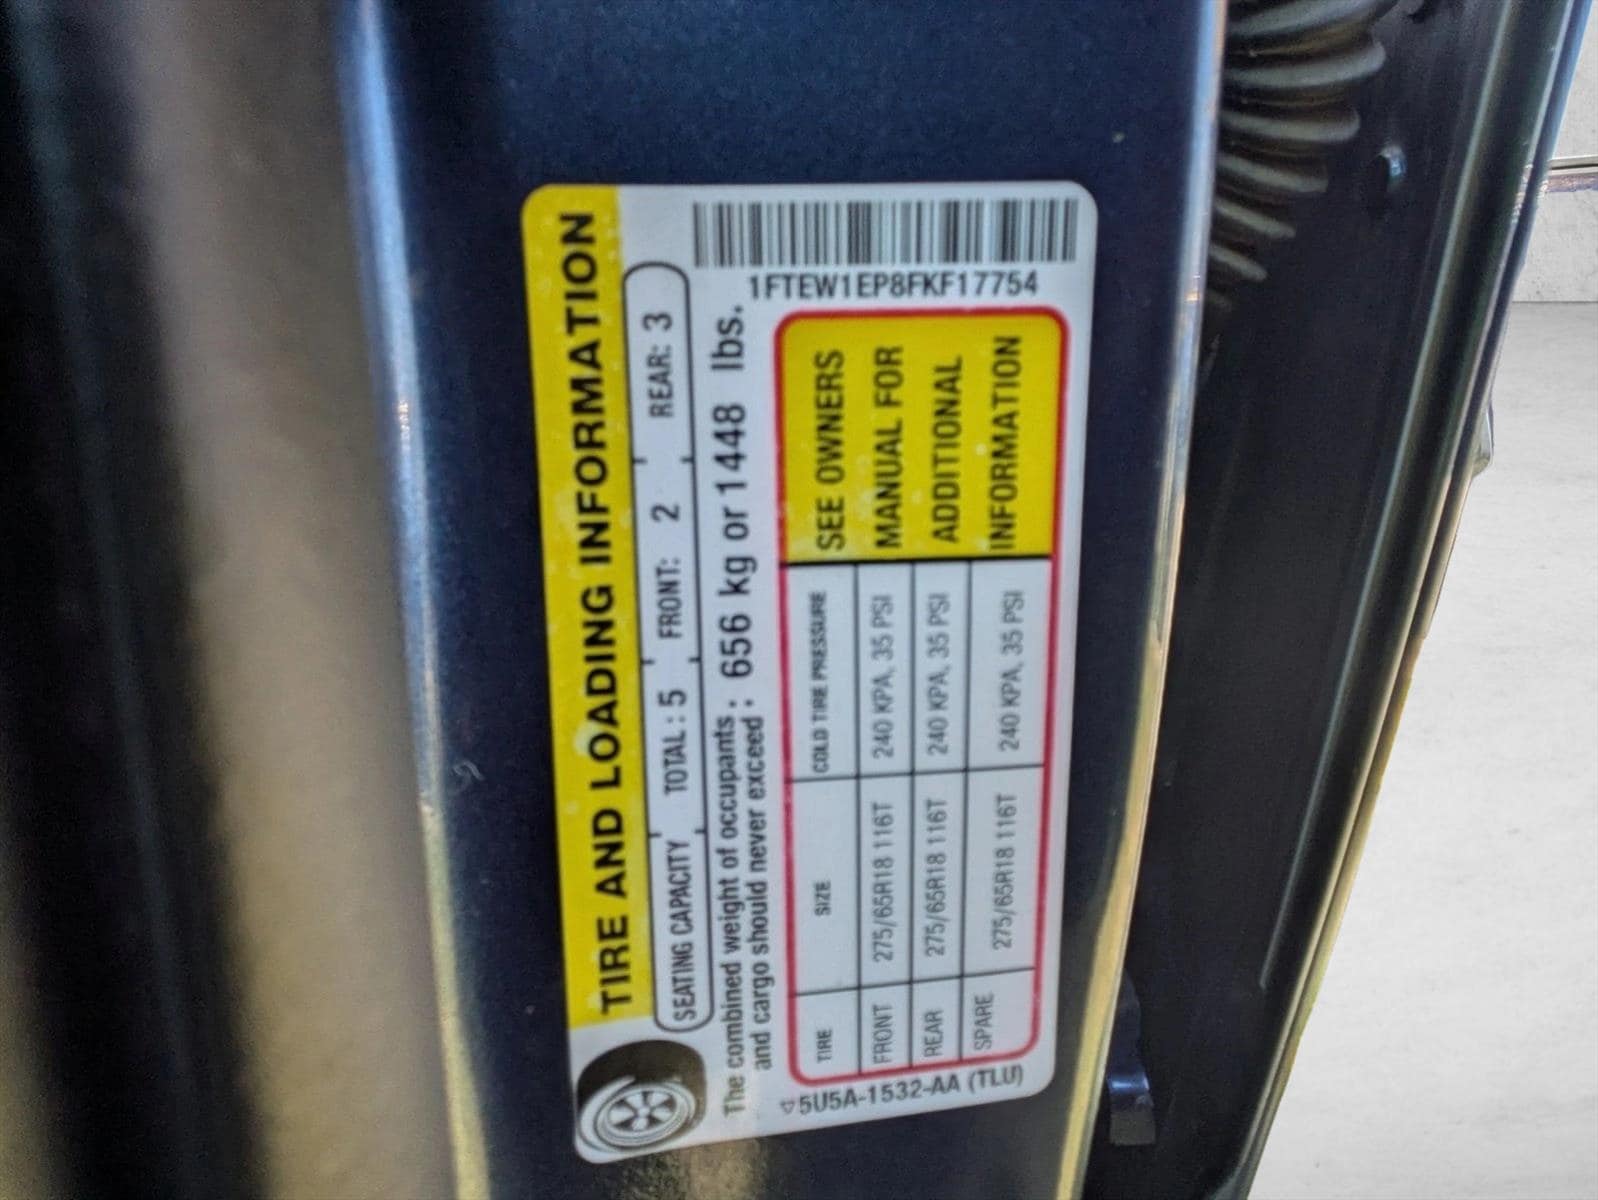 TIRE AND LOADING INFORMATION
SEATING CAPACITY TOTAL : 5 FRONT: 2 REAR: 3
The combined weight of occupants : 656 kg or 1448 lbs.
and cargo should never exceed :
1FTEW1EP8FKF17754
TIRE SIZE COLD TIRE PRESSURE
FRONT 275/65R18 116T 240 KPA, 35 PSI
REAR 275/65R18 116T 240 KPA, 35 PSI
SPARE 275/65R18 116T 240 KPA, 35 PSI
SEE OWNERS
MANUAL FOR
ADDITIONAL
INFORMATION
5U5A-1532-AA (TLU)